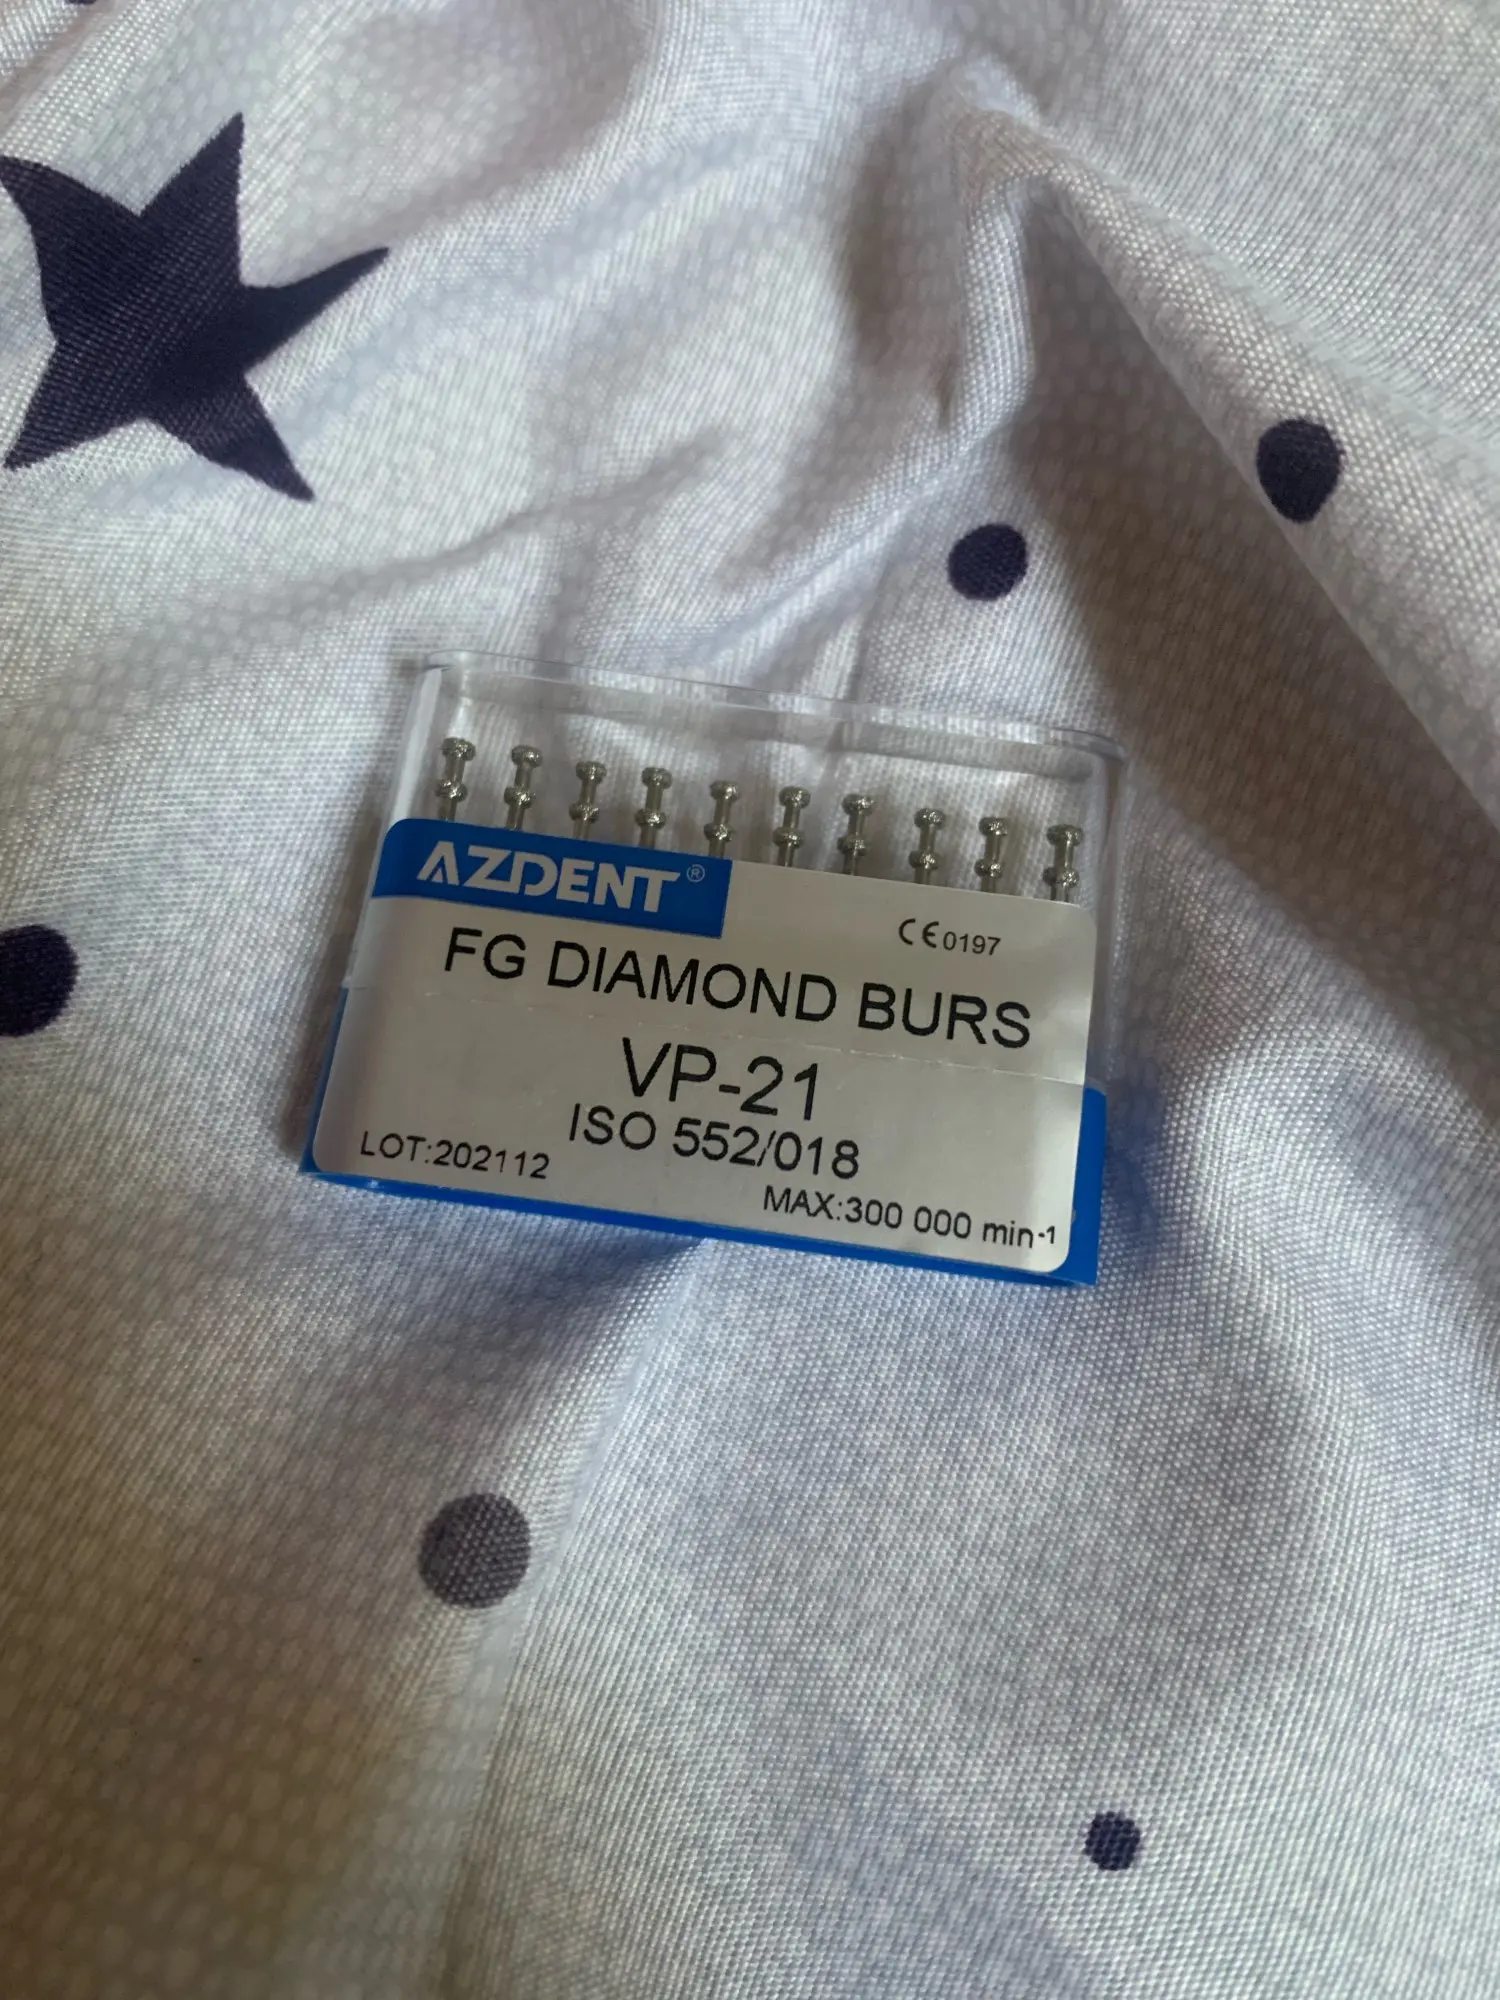 AZDENT®
CE0197
FG DIAMOND BURS
VP-21
ISO 552/018
LOT:202112
MAX:300 000 min-1